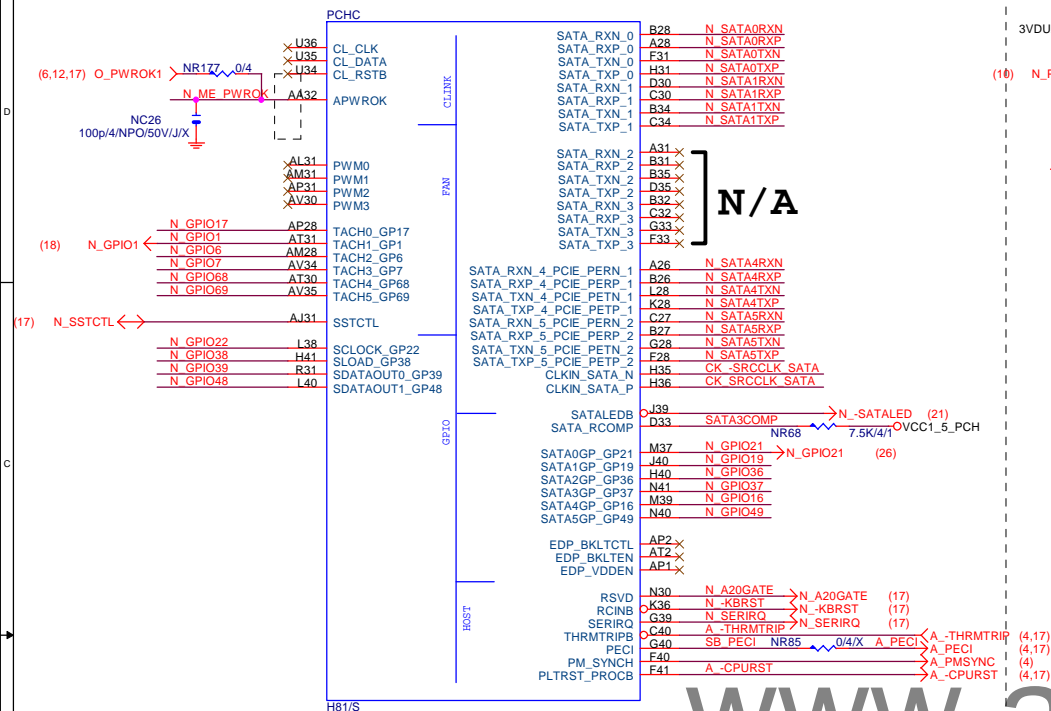 PCHC
3VDU
U36 CL_CLK
U35 CL_DATA
U34 CL_RSTB
(6,12,17) O_PWROK1 NR177 0/4
N_ME_PWROK AA32 APWROK
NC26
100p/4/NPO/50V/J/X
CLINK
D
AL31 PWM0
AM31 PWM1
AP31 PWM2
AV30 PWM3
FAN
N_GPIO17 AP28 TACH0_GP17
(18) N_GPIO1 N_GPIO1 AT31 TACH1_GP1
N_GPIO6 AM28 TACH2_GP6
N_GPIO7 AV34 TACH3_GP7
N_GPIO68 AT30 TACH4_GP68
N_GPIO69 AV35 TACH5_GP69
(17) N_SSTCTL AJ31 SSTCTL
N_GPIO22 L38 SCLOCK_GP22
N_GPIO38 H41 SLOAD_GP38
N_GPIO39 R31 SDATAOUT0_GP39
N_GPIO48 L40 SDATAOUT1_GP48
GPIO
C
HOST
SATA_RXN_0 B28 N_SATA0RXN
SATA_RXP_0 A28 N_SATA0RXP
SATA_TXN_0 F31 N_SATA0TXN
SATA_TXP_0 H31 N_SATA0TXP
SATA_RXN_1 D30 N_SATA1RXN
SATA_RXP_1 C30 N_SATA1RXP
SATA_TXN_1 B34 N_SATA1TXN
SATA_TXP_1 C34 N_SATA1TXP
(10)
SATA_RXN_2 A31
SATA_RXP_2 B31
SATA_TXN_2 B35
SATA_TXP_2 D35
SATA_RXN_3 B32
SATA_RXP_3 C32
SATA_TXN_3 G33
SATA_TXP_3 F33
N/A
SATA_RXN_4_PCIE_PERN_1 A26 N_SATA4RXN
SATA_RXP_4_PCIE_PERP_1 B26 N_SATA4RXP
SATA_TXN_4_PCIE_PETN_1 L28 N_SATA4TXN
SATA_TXP_4_PCIE_PETP_1 K28 N_SATA4TXP
SATA_RXN_5_PCIE_PERN_2 C27 N_SATA5RXN
SATA_RXP_5_PCIE_PERP_2 B27 N_SATA5RXP
SATA_TXN_5_PCIE_PETN_2 G28 N_SATA5TXN
SATA_TXP_5_PCIE_PETP_2 F28 N_SATA5TXP
CLKIN_SATA_N H35 CK_-SRCCLK_SATA
CLKIN_SATA_P H36 CK_SRCCLK_SATA
SATALEDB J39 N_-SATALED (21)
SATA_RCOMP D33 SATA3COMP NR68 7.5K/4/1 VCC1_5_PCH
SATA0GP_GP21 M37 N_GPIO21 N_GPIO21 (26)
SATA1GP_GP19 J40 N_GPIO19
SATA2GP_GP36 H40 N_GPIO36
SATA3GP_GP37 N41 N_GPIO37
SATA4GP_GP16 M39 N_GPIO16
SATA5GP_GP49 N40 N_GPIO49
EDP_BKLTCTL AP2
EDP_BKLTEN AT2
EDP_VDDEN AP1
RSVD N30 N_A20GATE N_A20GATE (17)
RCINB K36 N_-KBRST N_-KBRST (17)
SERIRQ G39 N_SERIRQ N_SERIRQ (17)
THRMTRIPB C40 A_-THRMTRIP A_-THRMTRIP (4,17)
PECI G40 SB_PECI NR85 0/4/X A_PECI A_PECI (4,17)
PM_SYNCH F40 A_PMSYNC (4)
PLTRST_PROCB F41 A_-CPURST A_-CPURST (4,17)
H81/S
www.